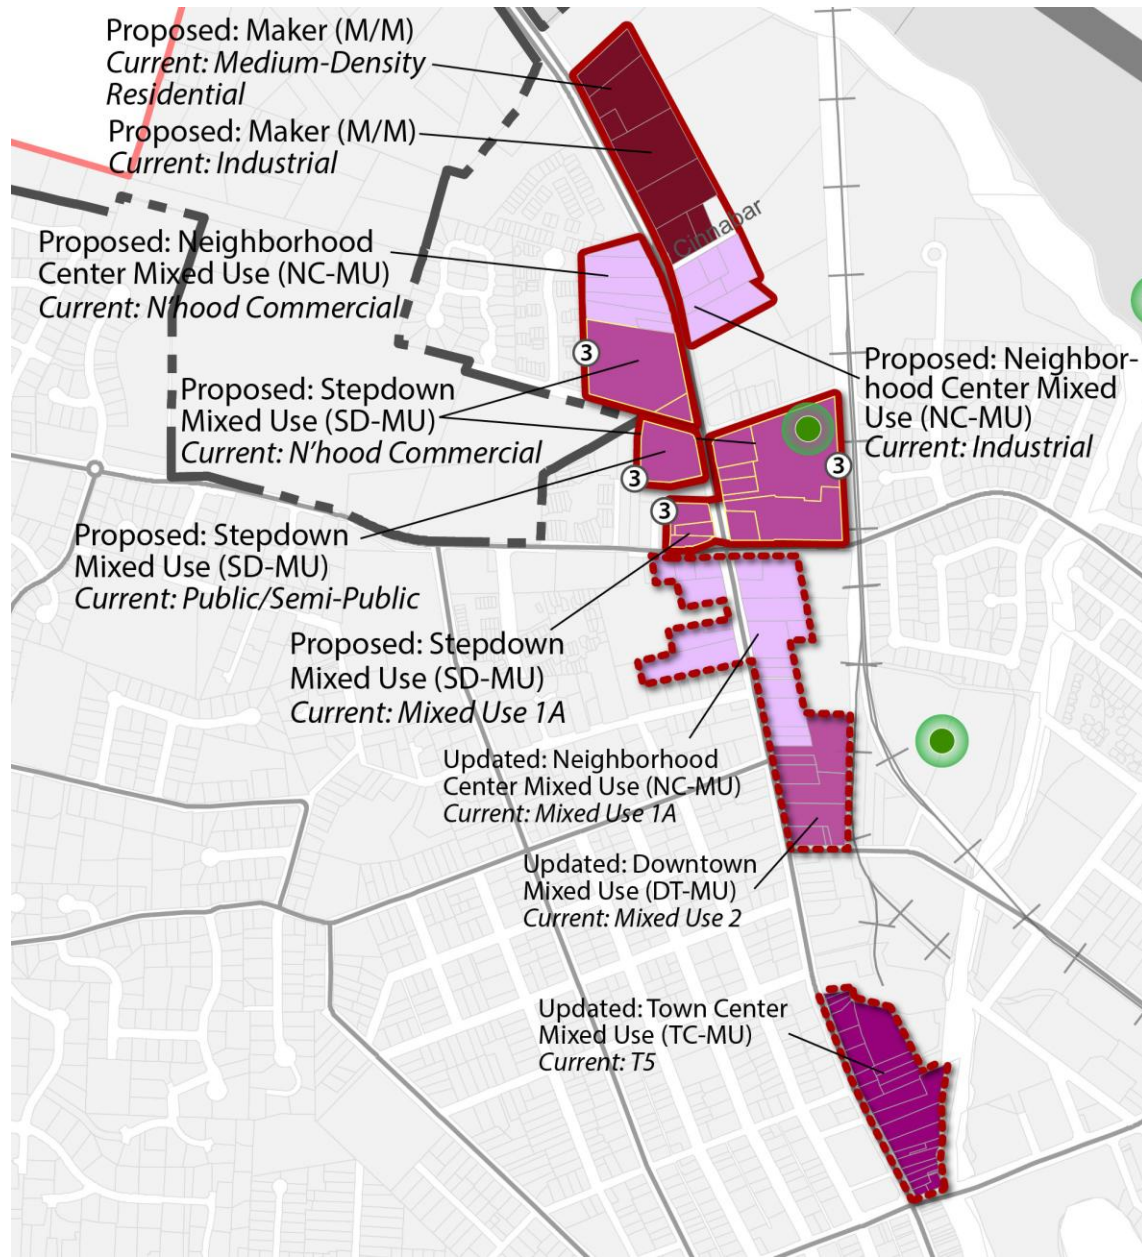 Proposed: Maker (M/M)
Current: Medium-Density
Residential
Proposed: Maker (M/M)
Current: Industrial
Cinnabar
Proposed: Neighborhood
Center Mixed Use (NC-MU)
Current: N'hood Commercial
3
Proposed: Neighbor-
hood Center Mixed
Use (NC-MU)
Current: Industrial
Proposed: Stepdown
Mixed Use (SD-MU)
Current: N'hood Commercial
3
3
3
Proposed: Stepdown
Mixed Use (SD-MU)
Current: Public/Semi-Public
Proposed: Stepdown
Mixed Use (SD-MU)
Current: Mixed Use 1A
Updated: Neighborhood
Center Mixed Use (NC-MU)
Current: Mixed Use 1A
Updated: Downtown
Mixed Use (DT-MU)
Current: Mixed Use 2
Updated: Town Center
Mixed Use (TC-MU)
Current: T5